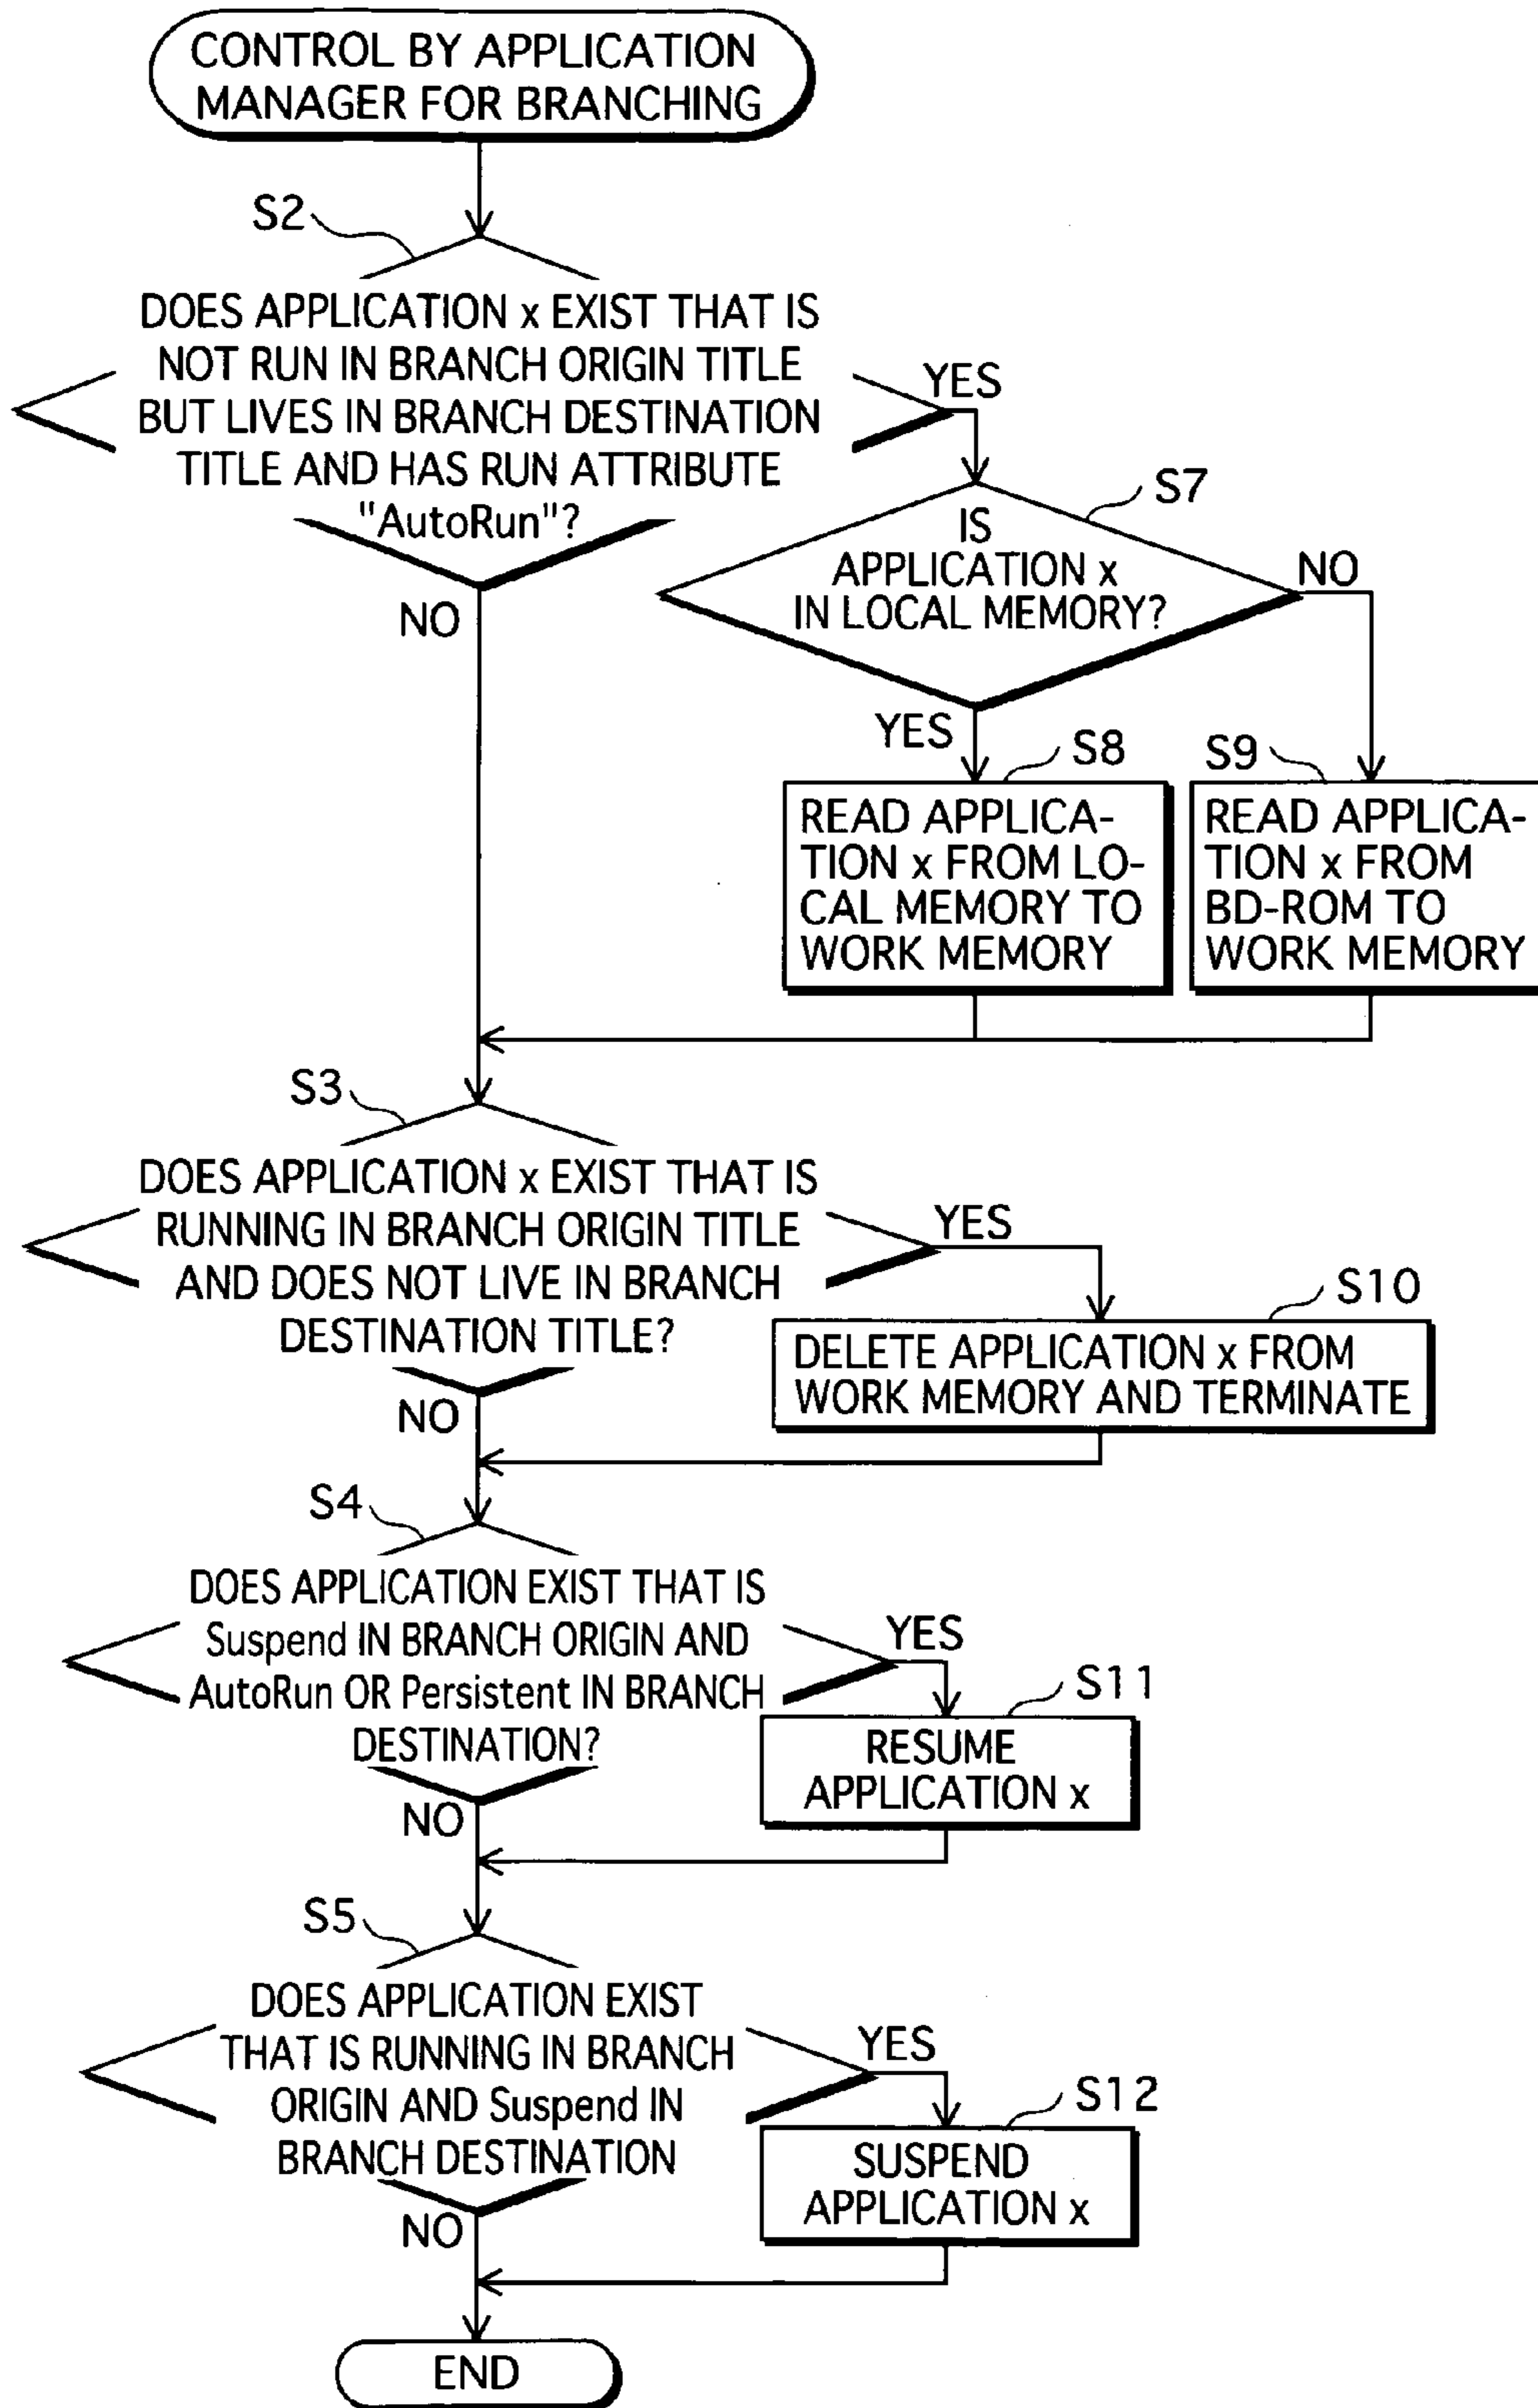 CONTROL BY APPLICATION
MANAGER FOR BRANCHING
S2
DOES APPLICATION x EXIST THAT IS
NOT RUN IN BRANCH ORIGIN TITLE
BUT LIVES IN BRANCH DESTINATION
TITLE AND HAS RUN ATTRIBUTE
"AutoRun"?
YES
NO
S7
IS
APPLICATION x
IN LOCAL MEMORY?
NO
YES
S8
READ APPLICA-
TION x FROM LO-
CAL MEMORY TO
WORK MEMORY
S9
READ APPLICA-
TION x FROM
BD-ROM TO
WORK MEMORY
S3
DOES APPLICATION x EXIST THAT IS
RUNNING IN BRANCH ORIGIN TITLE
AND DOES NOT LIVE IN BRANCH
DESTINATION TITLE?
YES
NO
S10
DELETE APPLICATION x FROM
WORK MEMORY AND TERMINATE
S4
DOES APPLICATION EXIST THAT IS
Suspend IN BRANCH ORIGIN AND
AutoRun OR Persistent IN BRANCH
DESTINATION?
YES
NO
S11
RESUME
APPLICATION x
S5
DOES APPLICATION EXIST
THAT IS RUNNING IN BRANCH
ORIGIN AND Suspend IN
BRANCH DESTINATION
YES
NO
S12
SUSPEND
APPLICATION x
END